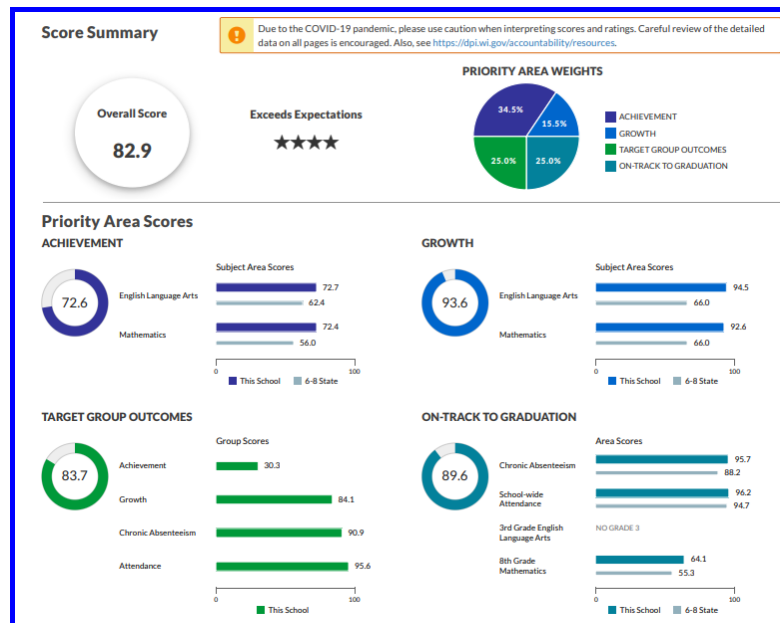 Score Summary
Due to the COVID-19 pandemic, please use caution when interpreting scores and ratings. Careful review of the detailed
data on all pages is encouraged. Also, see https://dpi.wi.gov/accountability/resources.
Overall Score
82.9
Exceeds Expectations
★★★★
PRIORITY AREA WEIGHTS
34.5%
15.5%
25.0%
25.0%
ACHIEVEMENT
GROWTH
TARGET GROUP OUTCOMES
ON-TRACK TO GRADUATION
Priority Area Scores
ACHIEVEMENT
72.6
Subject Area Scores
English Language Arts
72.7
62.4
Mathematics
72.4
56.0
0
100
This School
6-8 State
GROWTH
93.6
Subject Area Scores
English Language Arts
94.5
66.0
Mathematics
92.6
66.0
0
100
This School
6-8 State
TARGET GROUP OUTCOMES
83.7
Group Scores
Achievement
30.3
Growth
84.1
Chronic Absenteeism
90.9
Attendance
95.6
0
100
This School
ON-TRACK TO GRADUATION
89.6
Area Scores
Chronic Absenteeism
95.7
88.2
School-wide
Attendance
96.2
94.7
3rd Grade English
Language Arts
NO GRADE 3
8th Grade
Mathematics
64.1
55.3
0
100
This School
6-8 State